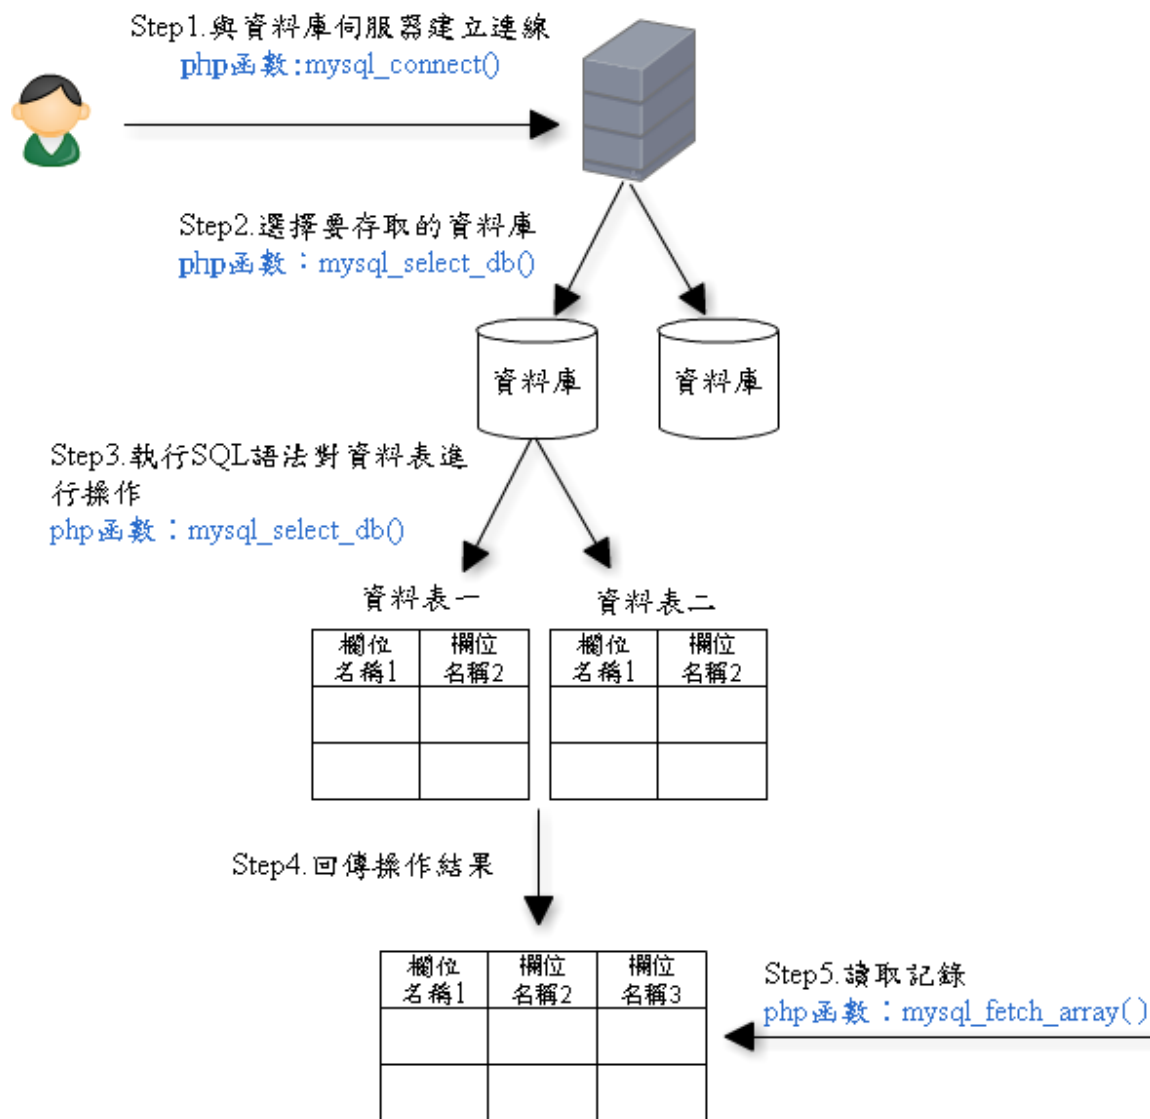 Step1.與資料庫伺服器建立連線
php函數:mysql_connect()
Step2.選擇要存取的資料庫
php函數：mysql_select_db()
資料庫
資料庫
Step3.執行SQL語法對資料表進
行操作
php函數：mysql_select_db()
資料表一
資料表二
欄位
名稱1
欄位
名稱2
欄位
名稱1
欄位
名稱2
Step4.回傳操作結果
欄位
名稱1
欄位
名稱2
欄位
名稱3
Step5.讀取記錄
php函數：mysql_fetch_array()